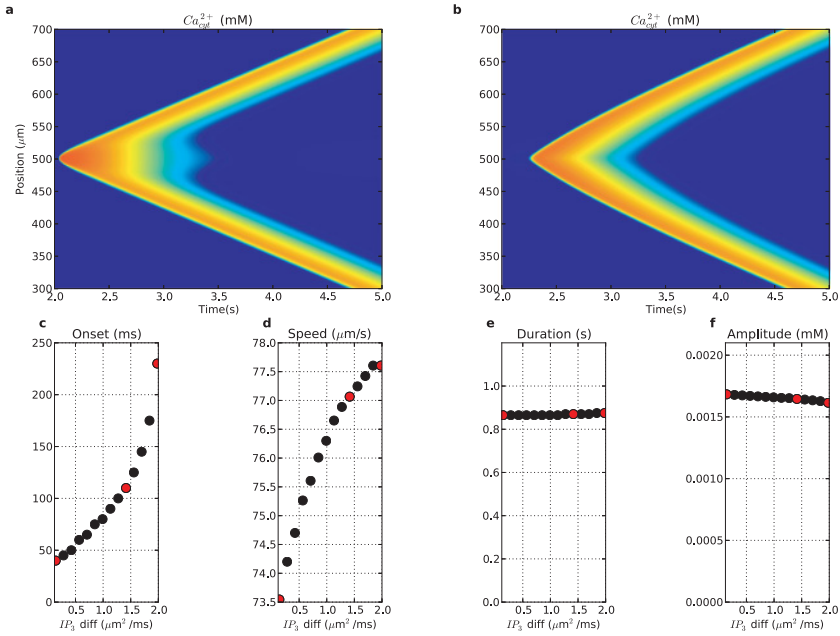 a
b
Ca²⁺cyt (mM)
Ca²⁺cyt (mM)
700
650
600
550
500
450
400
350
300
Position (μm)
2.0 2.5 3.0 3.5 4.0 4.5 5.0
Time(s)
700
650
600
550
500
450
400
350
300
2.0 2.5 3.0 3.5 4.0 4.5 5.0
Time(s)
c
Onset (ms)
250
200
150
100
50
0
0.5 1.0 1.5 2.0
IP₃ diff (μm²/ms)
d
Speed (μm/s)
78.0
77.5
77.0
76.5
76.0
75.5
75.0
74.5
74.0
73.5
0.5 1.0 1.5 2.0
IP₃ diff (μm²/ms)
e
Duration (s)
1.0
0.8
0.6
0.4
0.2
0.0
0.5 1.0 1.5 2.0
IP₃ diff (μm²/ms)
f
Amplitude (mM)
0.0020
0.0015
0.0010
0.0005
0.0000
0.5 1.0 1.5 2.0
IP₃ diff (μm²/ms)